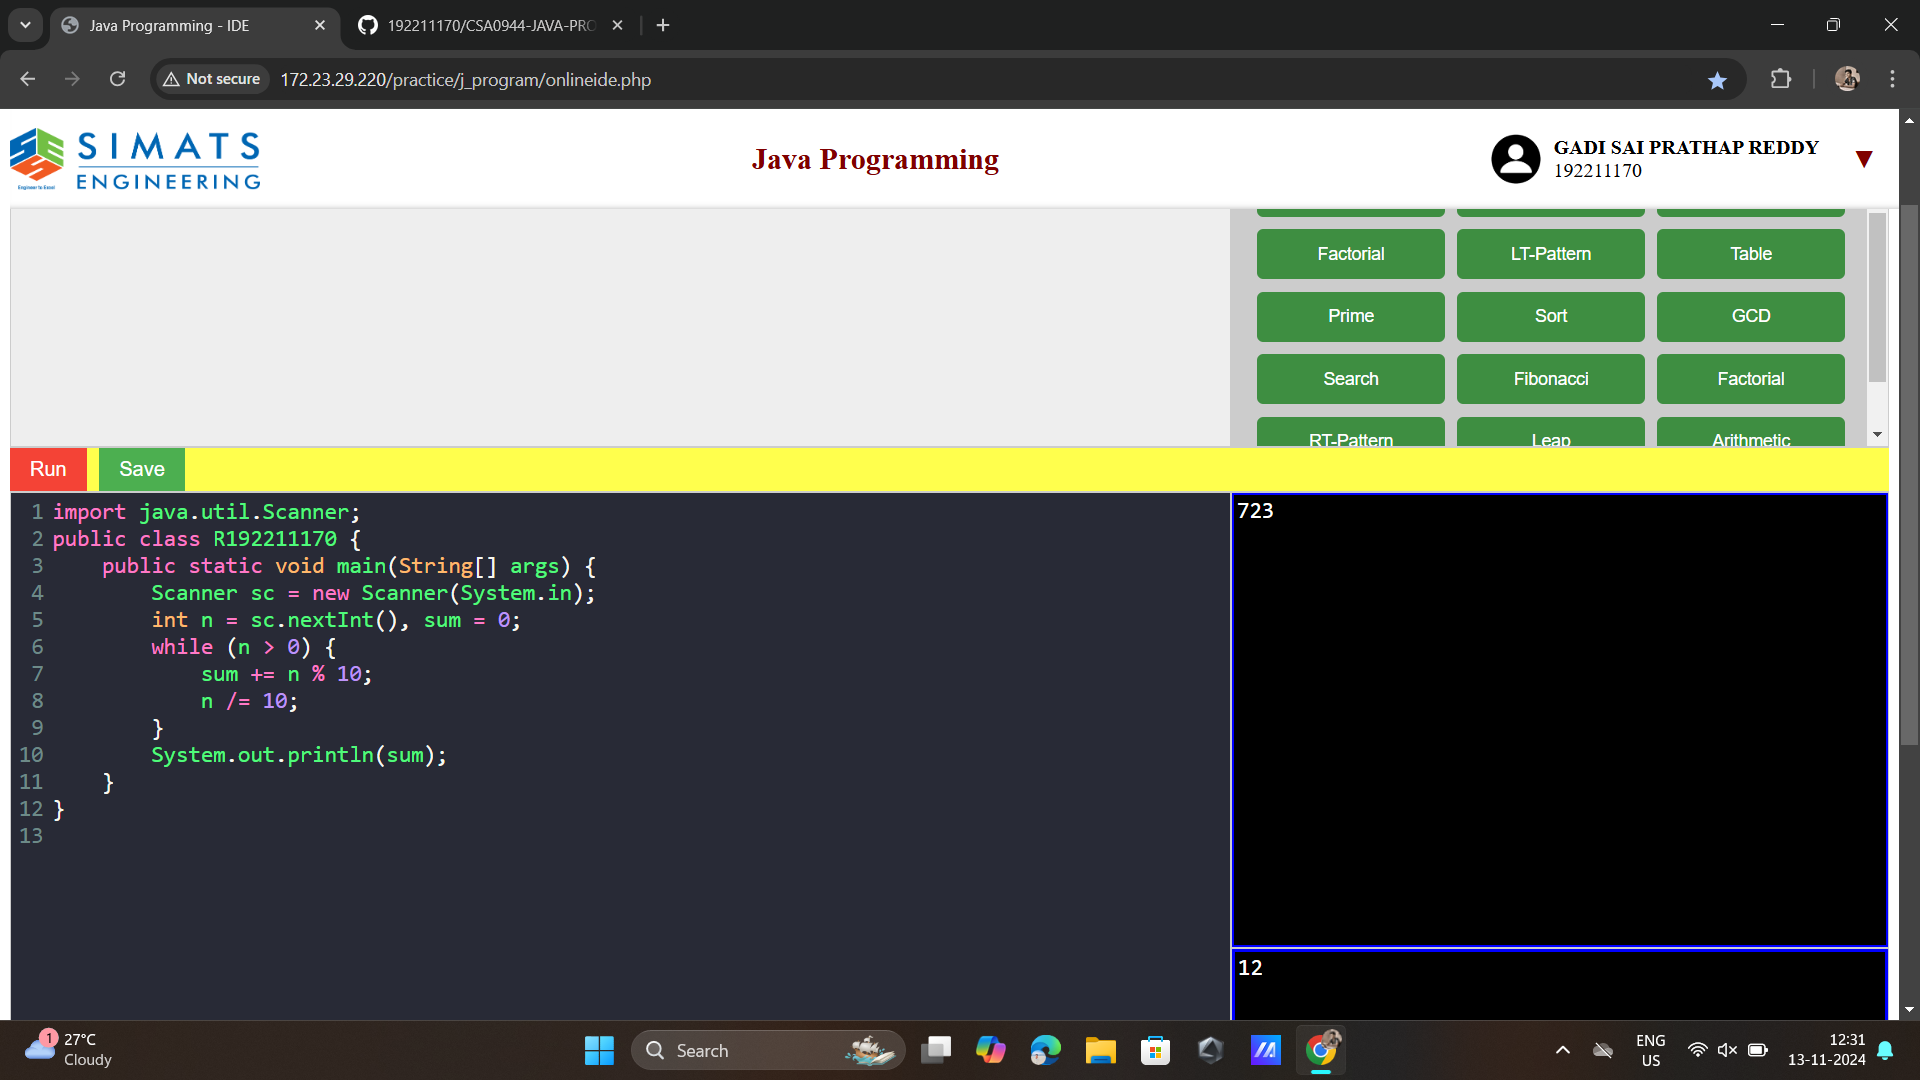 Java Programming - IDE
192211170/CSA0944-JAVA-PRO
Not secure
172.23.29.220/practice/j_program/onlineide.php
SIMATS
ENGINEERING
Engineer to Excel
Java Programming
GADI SAI PRATHAP REDDY
192211170
Factorial LT-Pattern Table
Prime Sort GCD
Search Fibonacci Factorial
RT-Pattern Leap Arithmetic
Run Save
1 import java.util.Scanner;
2 public class R192211170 {
3     public static void main(String[] args) {
4         Scanner sc = new Scanner(System.in);
5         int n = sc.nextInt(), sum = 0;
6         while (n > 0) {
7             sum += n % 10;
8             n /= 10;
9         }
10         System.out.println(sum);
11     }
12 }
13
723
12
1
27°C
Cloudy
Search
ENG
US
12:31
13-11-2024